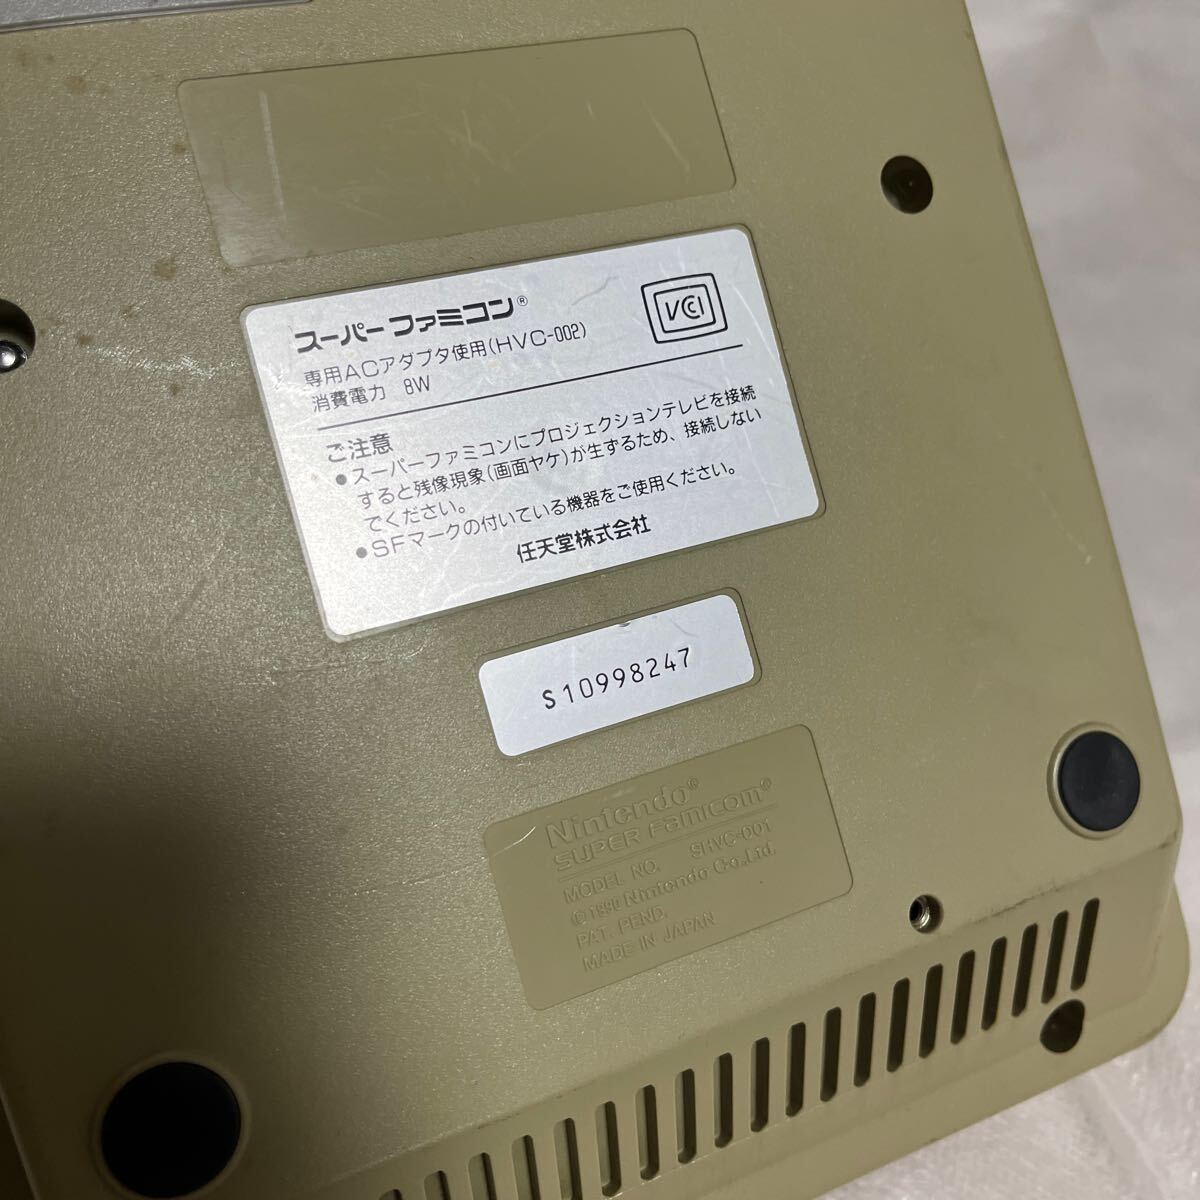 スーパーファミコン®
VCCI
専用ACアダプタ使用(HVC-002)
消費電力 8W
ご注意
●スーパーファミコンにプロジェクションテレビを接続
すると残像現象(画面ヤケ)が生ずるため、接続しない
でください。
●SFマークの付いている機器をご使用ください。
任天堂株式会社
S10998247
Nintendo®
SUPER Famicom®
MODEL NO. SHVC-001
©1990 Nintendo Co.,Ltd.
PAT. PEND.
MADE IN JAPAN